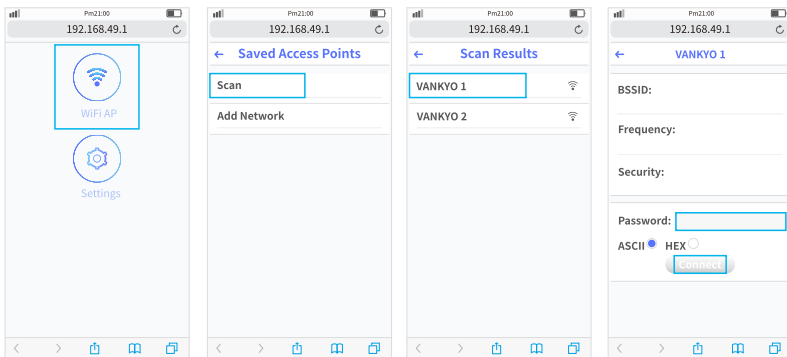 Pm21:00
192.168.49.1
WiFi AP
Settings
Pm21:00
192.168.49.1
Saved Access Points
Scan
Add Network
Pm21:00
192.168.49.1
Scan Results
VANKYO 1
VANKYO 2
Pm21:00
192.168.49.1
VANKYO 1
BSSID:
Frequency:
Security:
Password:
ASCII HEX
Connect